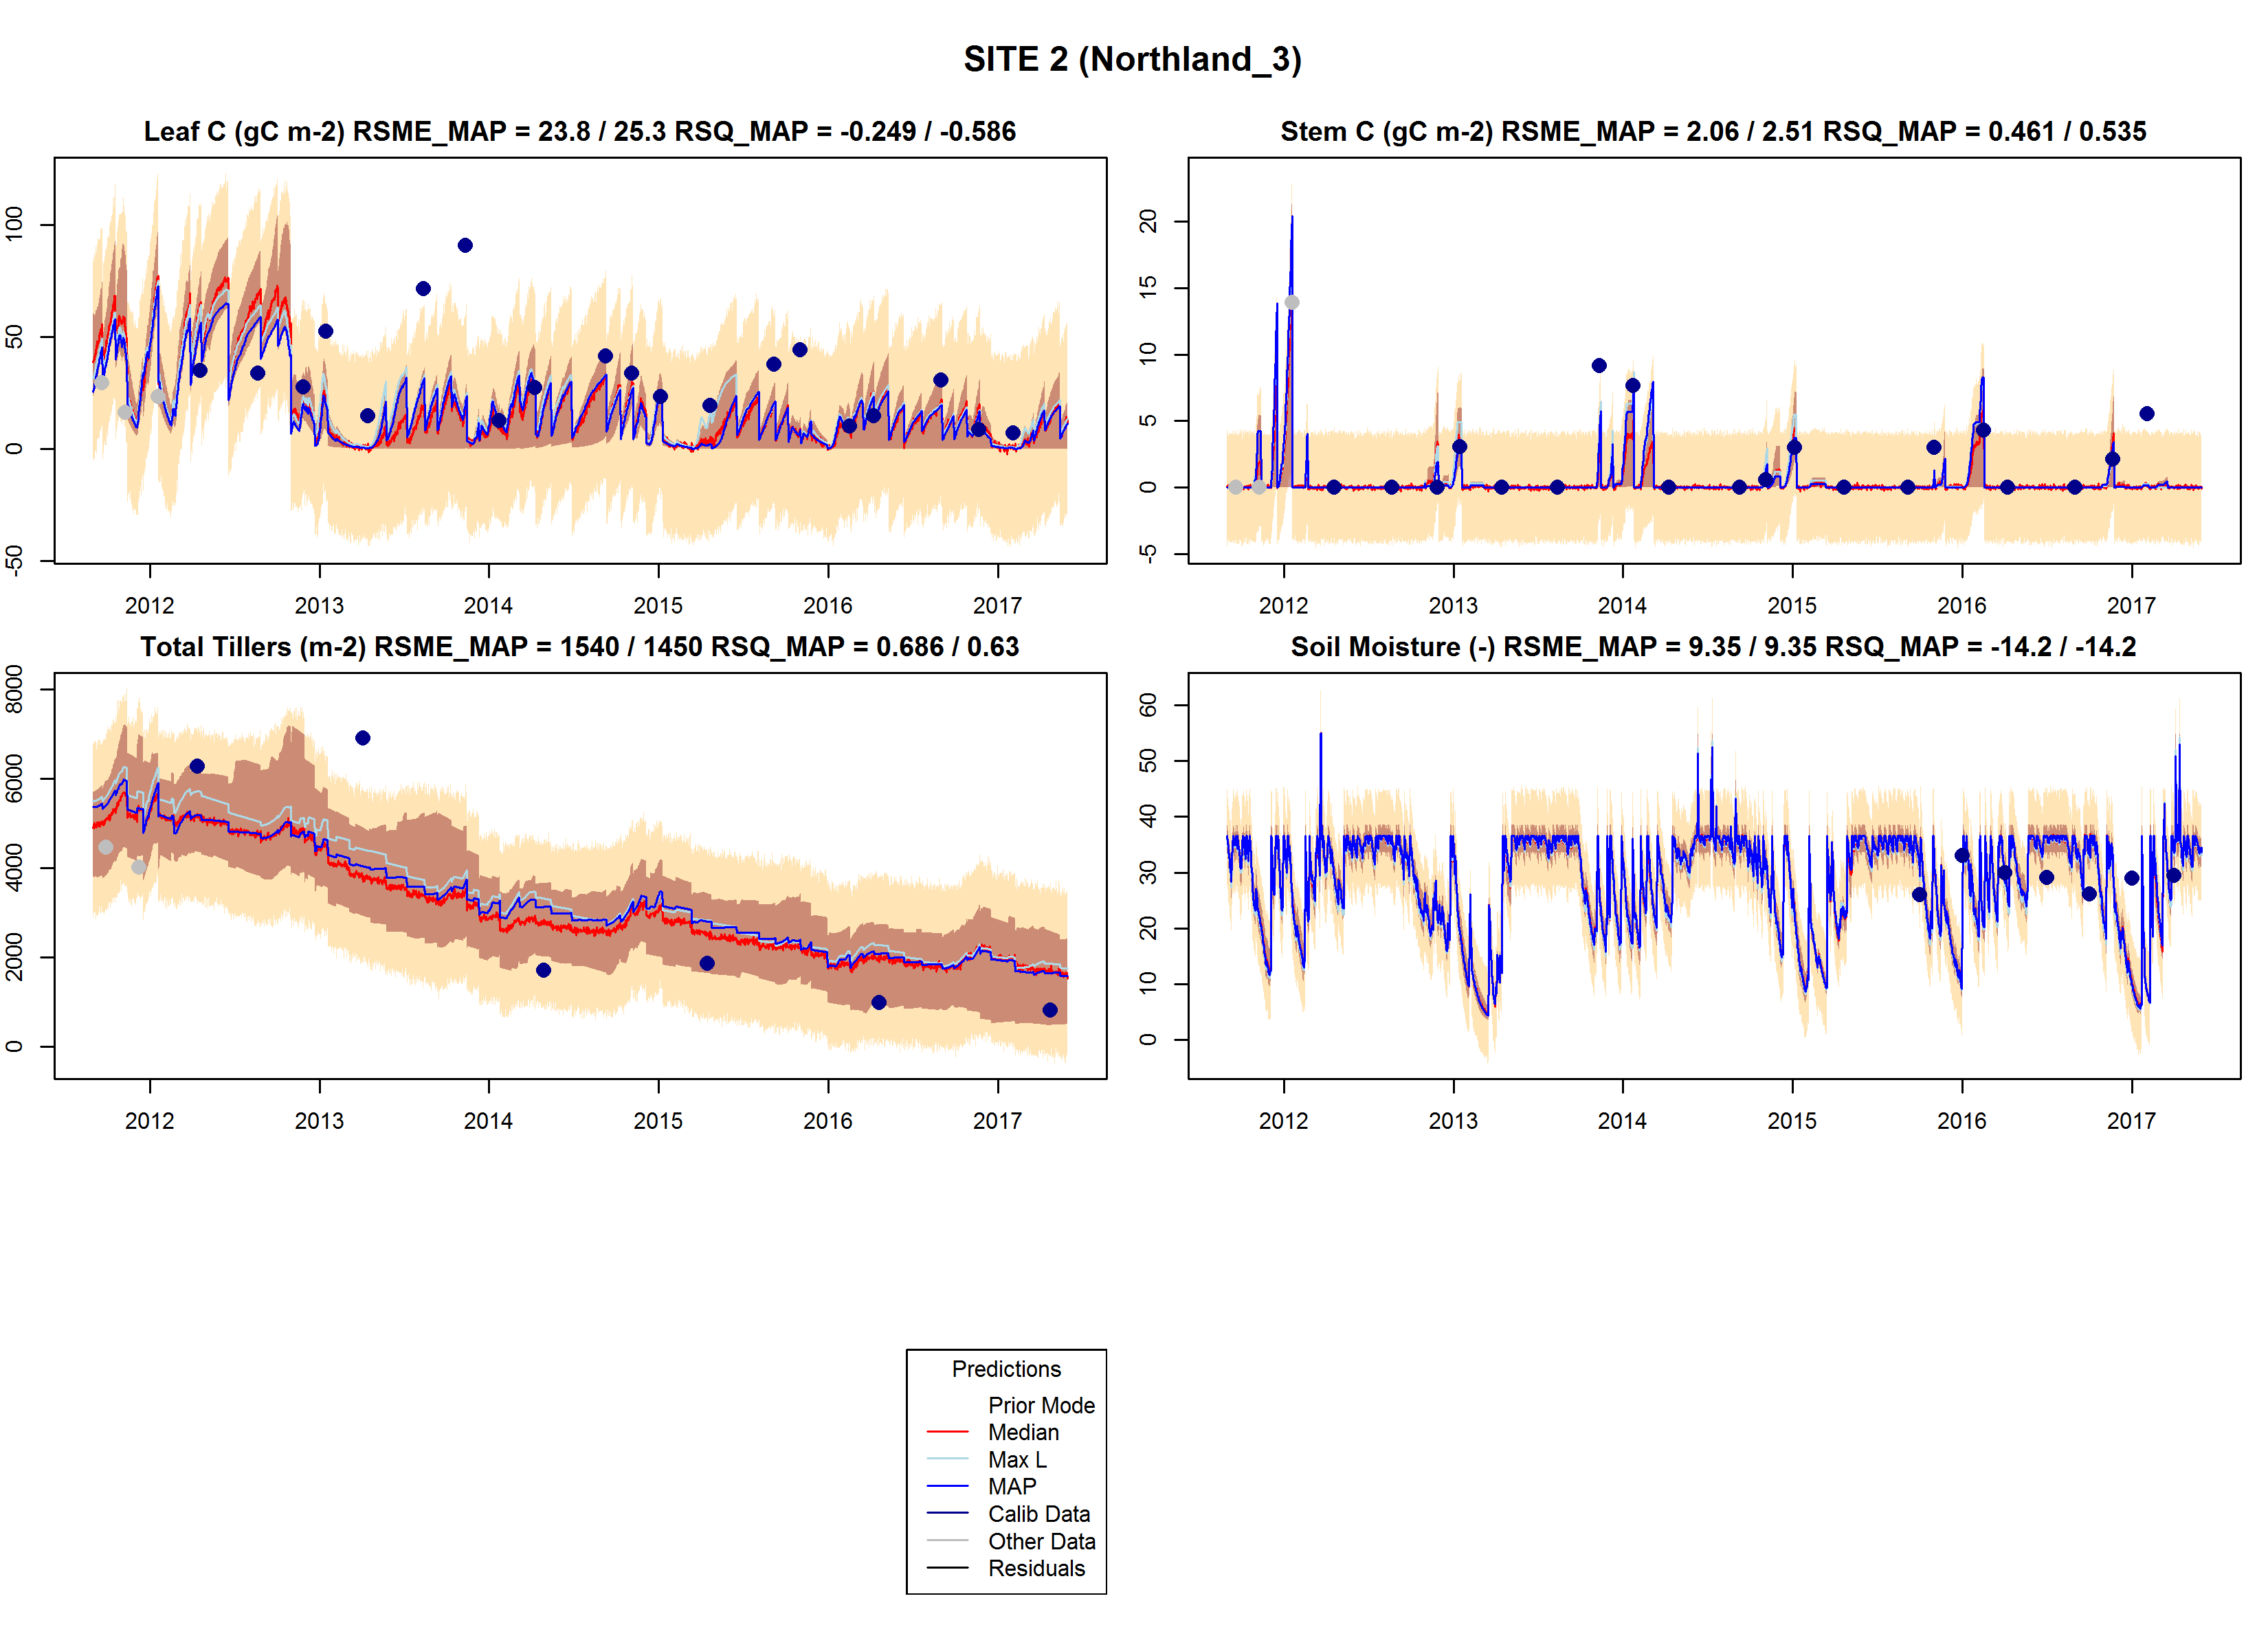 SITE 2 (Northland_3)
Leaf C (gC m-2) RSME_MAP = 23.8 / 25.3 RSQ_MAP = -0.249 / -0.586
100
50
0
-50
2012 2013 2014 2015 2016 2017
Stem C (gC m-2) RSME_MAP = 2.06 / 2.51 RSQ_MAP = 0.461 / 0.535
20
15
10
5
0
-5
2012 2013 2014 2015 2016 2017
Total Tillers (m-2) RSME_MAP = 1540 / 1450 RSQ_MAP = 0.686 / 0.63
8000
6000
4000
2000
0
2012 2013 2014 2015 2016 2017
Soil Moisture (-) RSME_MAP = 9.35 / 9.35 RSQ_MAP = -14.2 / -14.2
60
50
40
30
20
10
0
2012 2013 2014 2015 2016 2017
Predictions
Prior Mode
Median
Max L
MAP
Calib Data
Other Data
Residuals